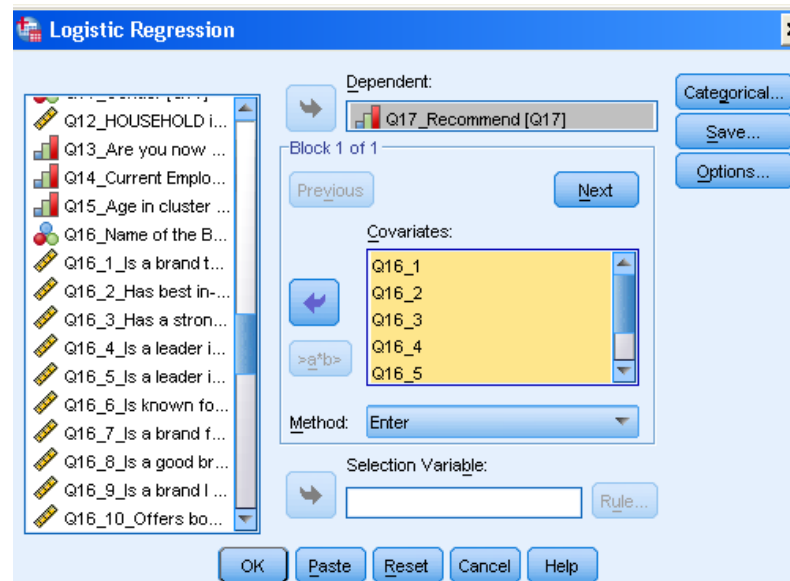 Logistic Regression
Q12_HOUSEHOLD i...
Q13_Are you now ...
Q14_Current Emplo...
Q15_Age in cluster ...
Q16_Name of the B...
Q16_1_Is a brand t...
Q16_2_Has best in-...
Q16_3_Has a stron...
Q16_4_Is a leader i...
Q16_5_Is a leader i...
Q16_6_Is known fo...
Q16_7_Is a brand f...
Q16_8_Is a good br...
Q16_9_Is a brand I ...
Q16_10_Offers bo...
Dependent:
Q17_Recommend [Q17]
Block 1 of 1
Previous
Next
Covariates:
Q16_1
Q16_2
Q16_3
Q16_4
Q16_5
>a*b>
Method:
Enter
Selection Variable:
Rule...
Categorical...
Save...
Options...
OK
Paste
Reset
Cancel
Help